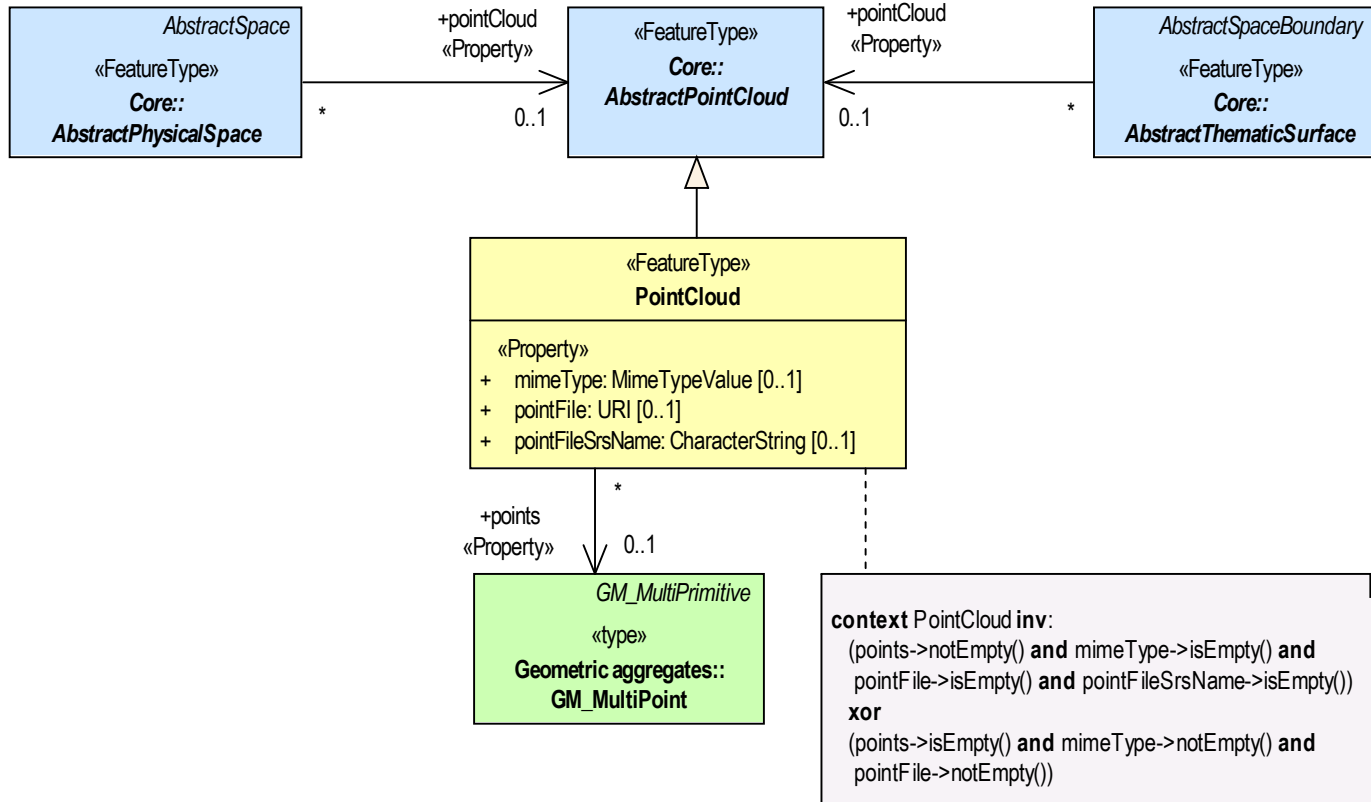 AbstractSpace
«FeatureType»
Core::
AbstractPhysicalSpace
+pointCloud
«Property»
*
0..1
«FeatureType»
Core::
AbstractPointCloud
+pointCloud
«Property»
0..1
*
AbstractSpaceBoundary
«FeatureType»
Core::
AbstractThematicSurface
«FeatureType»
PointCloud
«Property»
+ mimeType: MimeTypeValue [0..1]
+ pointFile: URI [0..1]
+ pointFileSrsName: CharacterString [0..1]
*
+points
«Property»
0..1
GM_MultiPrimitive
«type»
Geometric aggregates::
GM_MultiPoint
context PointCloud inv:
(points->notEmpty() and mimeType->isEmpty() and
pointFile->isEmpty() and pointFileSrsName->isEmpty())
xor
(points->isEmpty() and mimeType->notEmpty() and
pointFile->notEmpty())